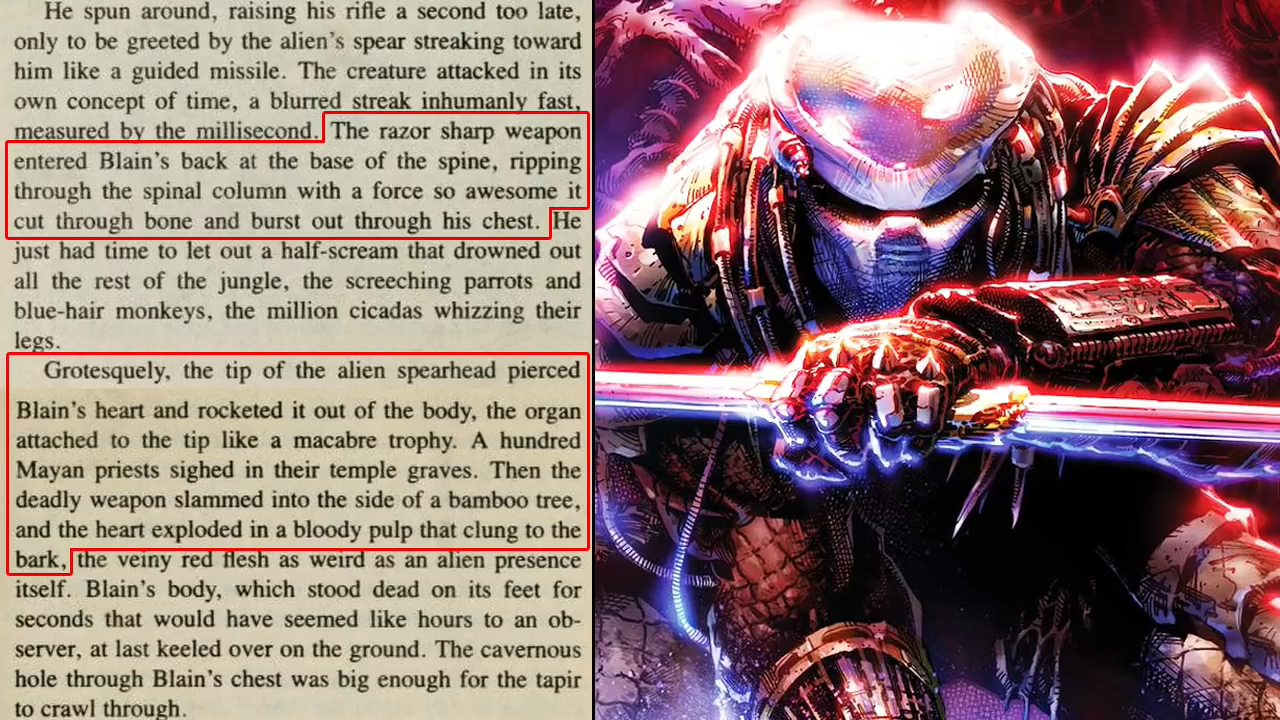 He spun around, raising his rifle a second too late,
only to be greeted by the alien's spear streaking toward
him like a guided missile. The creature attacked in its
own concept of time, a blurred streak inhumanly fast,
measured by the millisecond. The razor sharp weapon
entered Blain's back at the base of the spine, ripping
through the spinal column with a force so awesome it
cut through bone and burst out through his chest. He
just had time to let out a half-scream that drowned out
all the rest of the jungle, the screeching parrots and
blue-hair monkeys, the million cicadas whizzing their
legs.
Grotesquely, the tip of the alien spearhead pierced
Blain's heart and rocketed it out of the body, the organ
attached to the tip like a macabre trophy. A hundred
Mayan priests sighed in their temple graves. Then the
deadly weapon slammed into the side of a bamboo tree,
and the heart exploded in a bloody pulp that clung to the
bark, the veiny red flesh as weird as an alien presence
itself. Blain's body, which stood dead on its feet for
seconds that would have seemed like hours to an ob-
server, at last keeled over on the ground. The cavernous
hole through Blain's chest was big enough for the tapir
to crawl through.